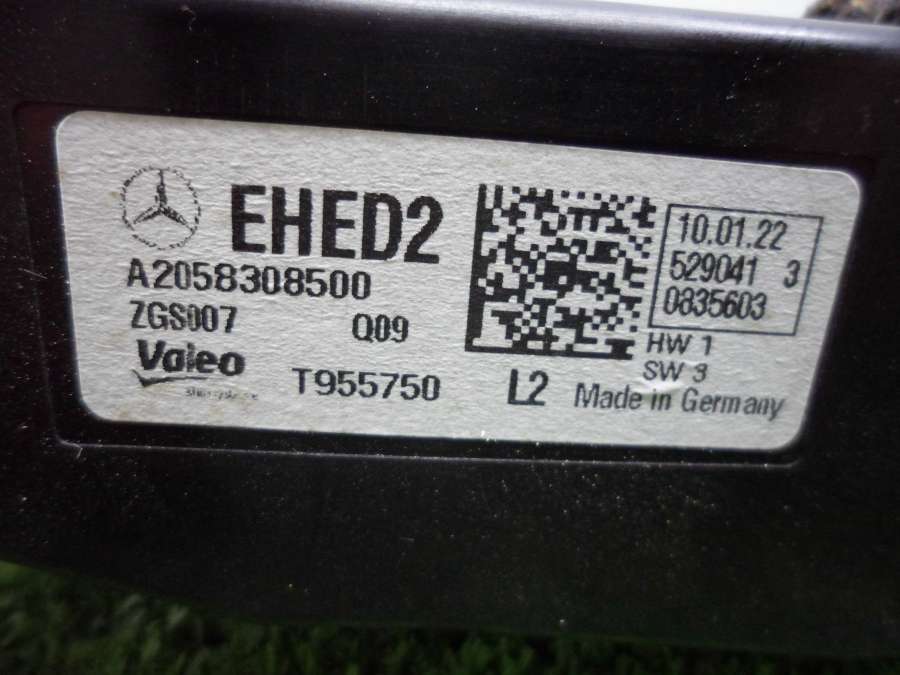 EHED2
A2058308500
ZGS007
Q09
Valeo
T955750
L2
10.01.22
529041 3
0835603
HW 1
SW 3
Made in Germany